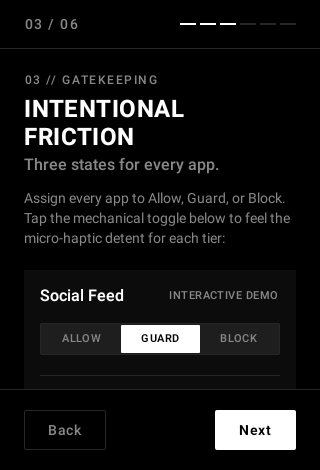 03 / 06
03 // GATEKEEPING
INTENTIONAL
FRICTION
Three states for every app.
Assign every app to Allow, Guard, or Block.
Tap the mechanical toggle below to feel the
micro-haptic detent for each tier:
Social Feed INTERACTIVE DEMO
ALLOW GUARD BLOCK
Back Next